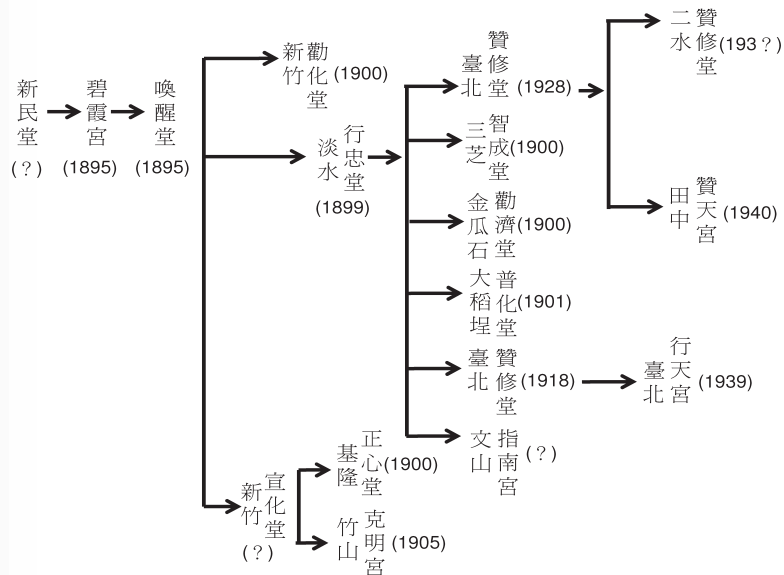 新民堂
(?)
碧霞宮
(1895)
喚醒堂
(1895)
新竹
勸化堂
(1900)
淡水
行忠堂
(1899)
新竹
宣化堂
(?)
基隆
正心堂
(1900)
竹山
克明宮
(1905)
臺北
贊修堂
(1928)
三芝
智成堂
(1900)
金瓜石
勸濟堂
(1900)
大稻埕
普化堂
(1901)
臺北
贊修堂
(1918)
文山
指南宮
(?)
二水
贊修堂
(193?)
田中
贊天宮
(1940)
臺北
行天宮
(1939)